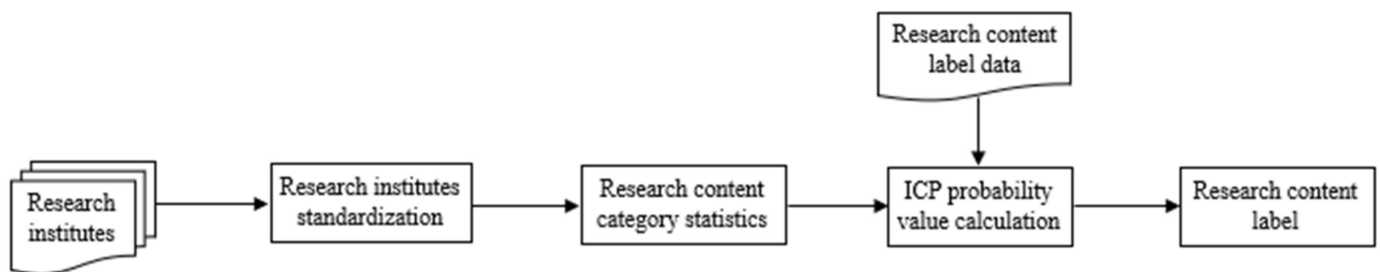 Research content
label data
Research
institutes
Research institutes
standardization
Research content
category statistics
ICP probability
value calculation
Research content
label